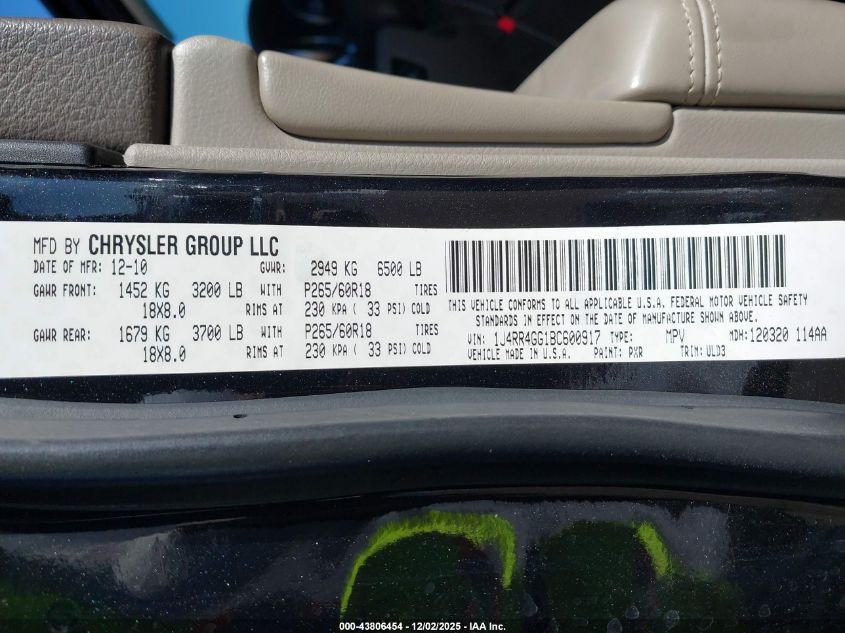 MFD BY CHRYSLER GROUP LLC
DATE OF MFR: 12-10 GVWR: 2949 KG 6500 LB
GAWR FRONT: 1452 KG 3200 LB WITH P265/60R18 TIRES
18X8.0 RIMS AT 230 KPA ( 33 PSI) COLD
GAWR REAR: 1679 KG 3700 LB WITH P265/60R18 TIRES
18X8.0 RIMS AT 230 KPA ( 33 PSI) COLD
THIS VEHICLE CONFORMS TO ALL APPLICABLE U.S.A. FEDERAL MOTOR VEHICLE SAFETY
STANDARDS IN EFFECT ON THE DATE OF MANUFACTURE SHOWN ABOVE.
VIN: 1J4RR4GG1BC600917 TYPE: MPV MDH:120320 114AA
VEHICLE MADE IN U.S.A. PAINT: PXR TRIM: ULD3
000-43806454 - 12/02/2025 - IAA Inc.